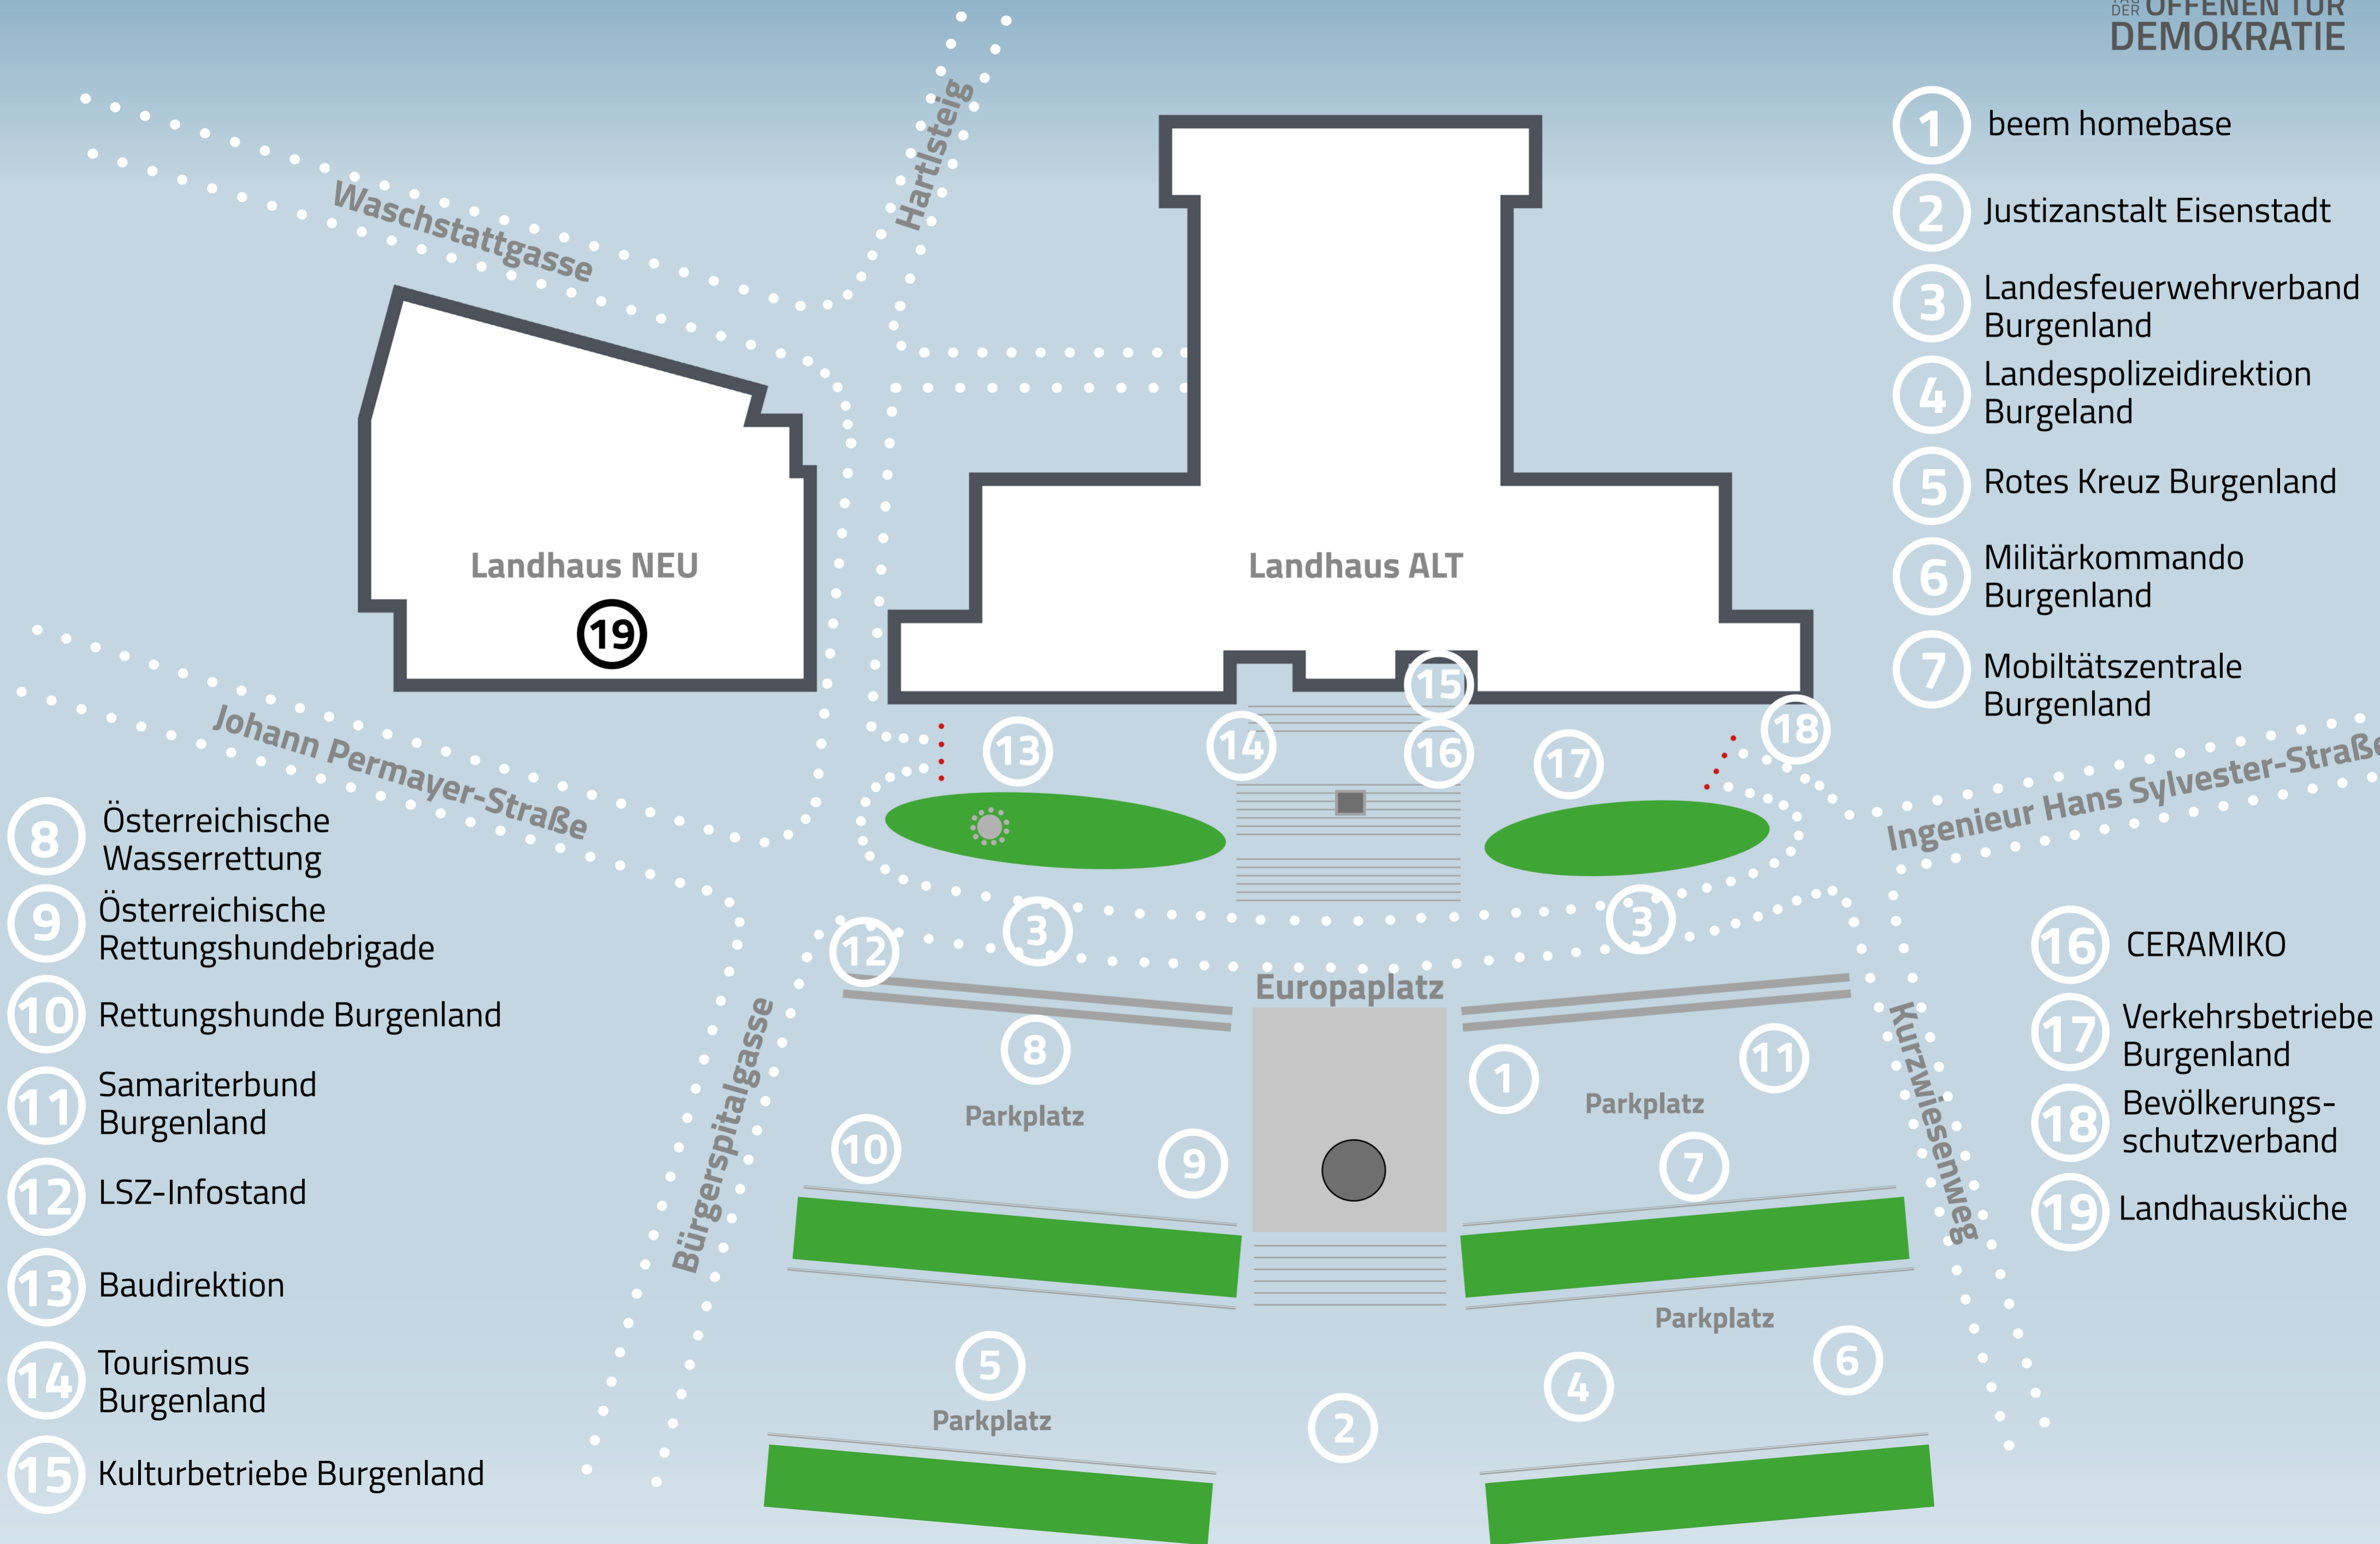 DER OFFENEN TÜR
DEMOKRATIE
Waschstattgasse
Hartlsteig
Landhaus NEU
19
Landhaus ALT
Johann Permayer-Straße
13
14
15
16
17
18
Ingenieur Hans Sylvester-Straße
12
3
3
Europaplatz
8
1
11
Parkplatz
Parkplatz
10
9
7
Bürgerspitalgasse
Kurzwiesenweg
Parkplatz
5
4
6
Parkplatz
2
1 beem homebase
2 Justizanstalt Eisenstadt
3 Landesfeuerwehrverband
Burgenland
4 Landespolizeidirektion
Burgeland
5 Rotes Kreuz Burgenland
6 Militärkommando
Burgenland
7 Mobiltätszentrale
Burgenland
8 Österreichische
Wasserrettung
9 Österreichische
Rettungshundebrigade
10 Rettungshunde Burgenland
11 Samariterbund
Burgenland
12 LSZ-Infostand
13 Baudirektion
14 Tourismus
Burgenland
15 Kulturbetriebe Burgenland
16 CERAMIKO
17 Verkehrsbetriebe
Burgenland
18 Bevölkerungs-
schutzverband
19 Landhausküche